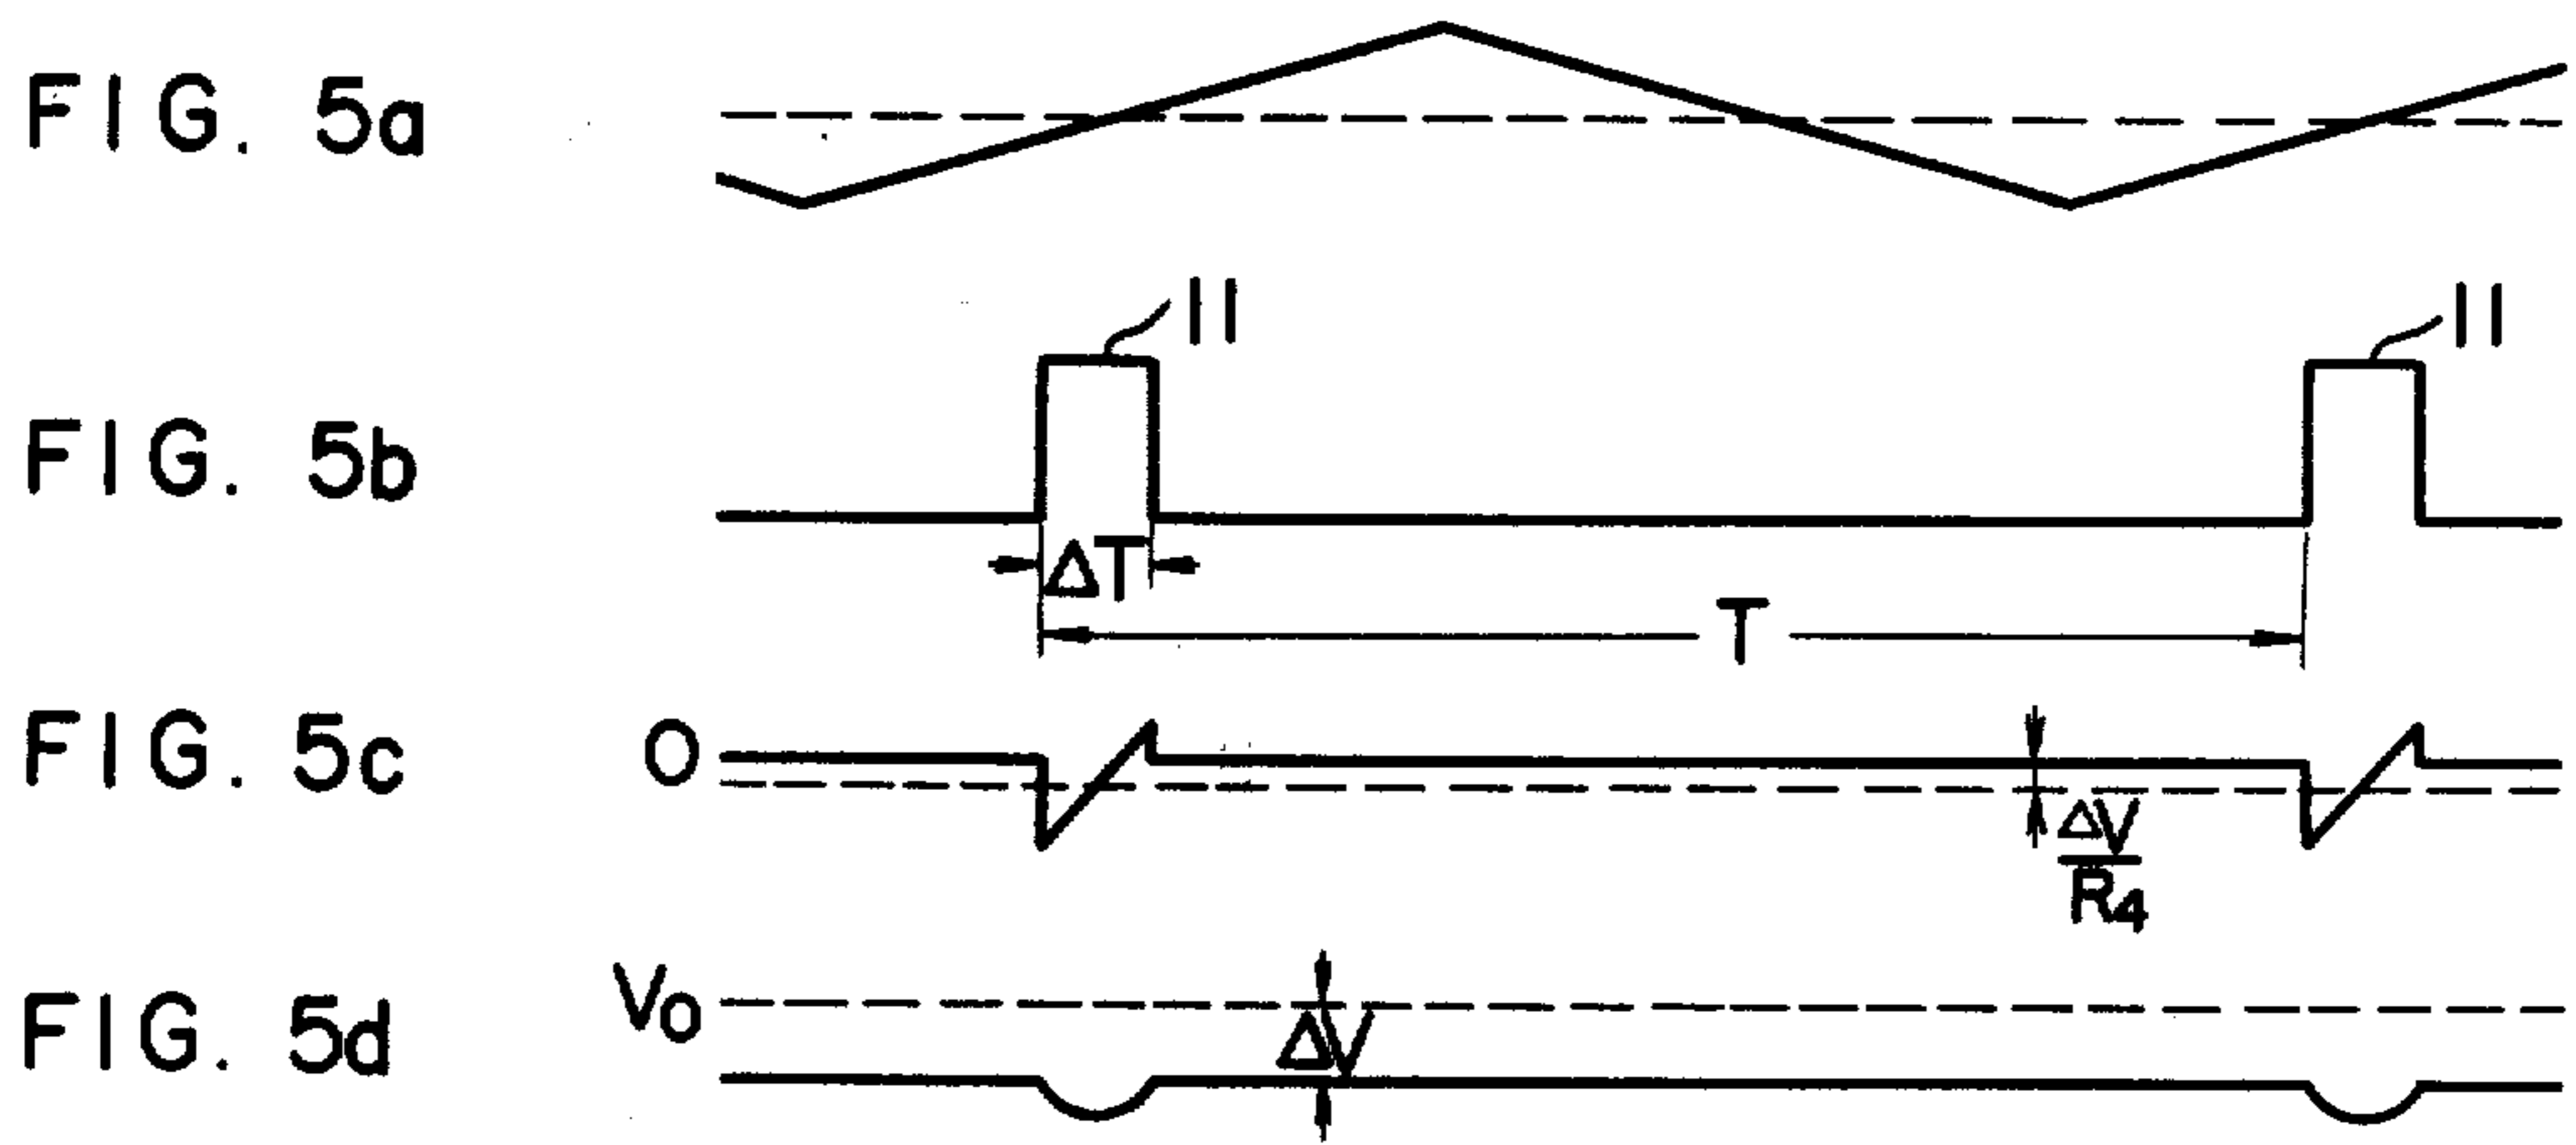 FIG. 5a
11 11
FIG. 5b
ΔT
T
FIG. 5c O
ΔV
R4
FIG. 5d Vo
ΔV